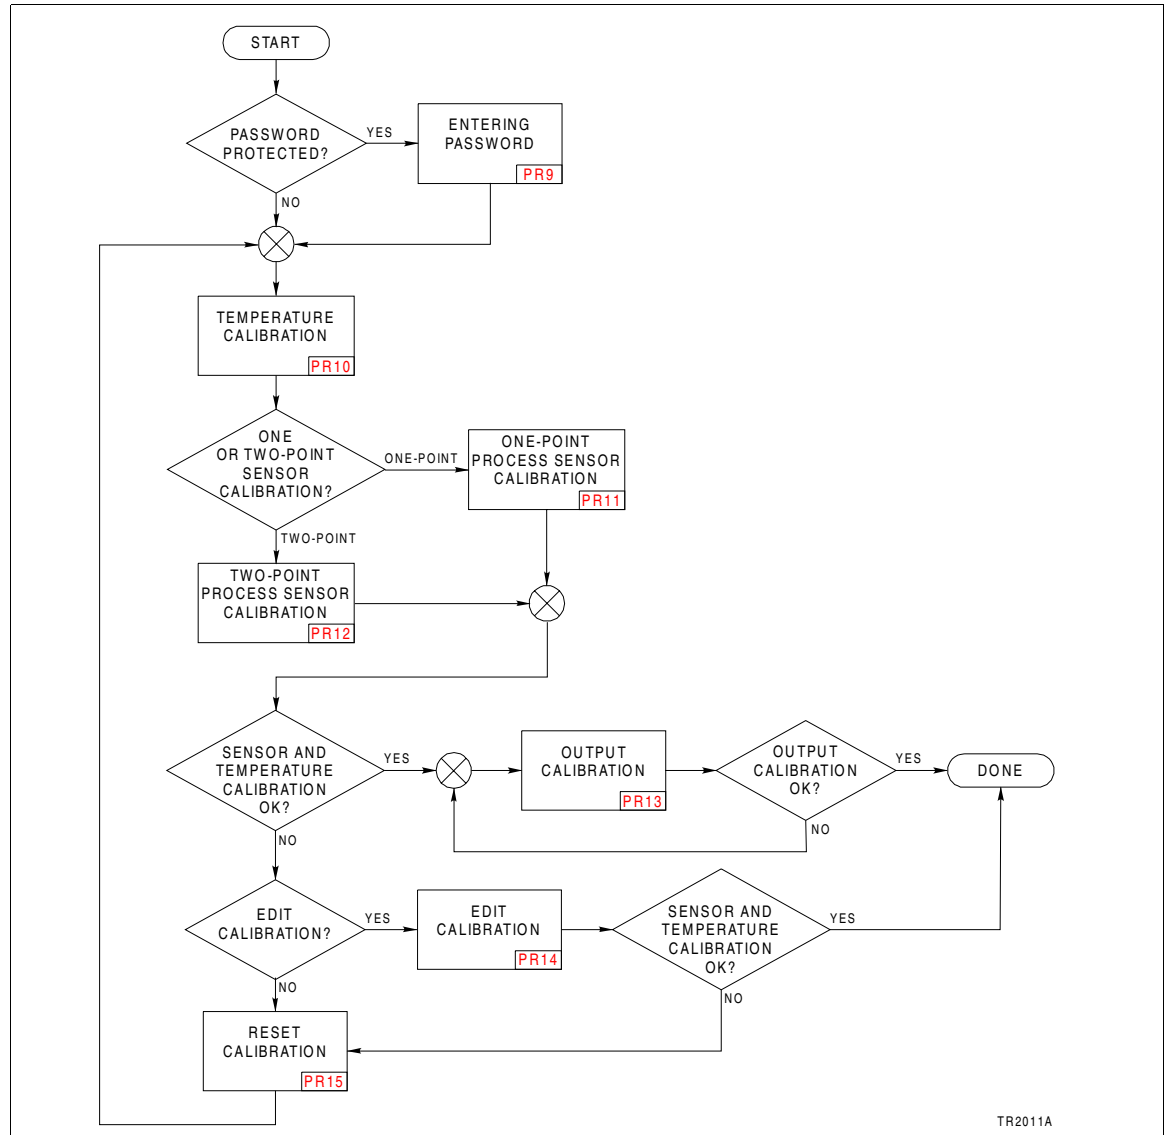 START
PASSWORD
PROTECTED?
YES
ENTERING
PASSWORD
PR9
NO
TEMPERATURE
CALIBRATION
PR10
ONE
OR TWO-POINT
SENSOR
CALIBRATION?
ONE-POINT
ONE-POINT
PROCESS SENSOR
CALIBRATION
PR11
TWO-POINT
TWO-POINT
PROCESS SENSOR
CALIBRATION
PR12
SENSOR AND
TEMPERATURE
CALIBRATION
OK?
YES
OUTPUT
CALIBRATION
PR13
OUTPUT
CALIBRATION
OK?
YES
DONE
NO
NO
EDIT
CALIBRATION?
YES
EDIT
CALIBRATION
PR14
SENSOR AND
TEMPERATURE
CALIBRATION
OK?
YES
NO
NO
RESET
CALIBRATION
PR15
TR2011A